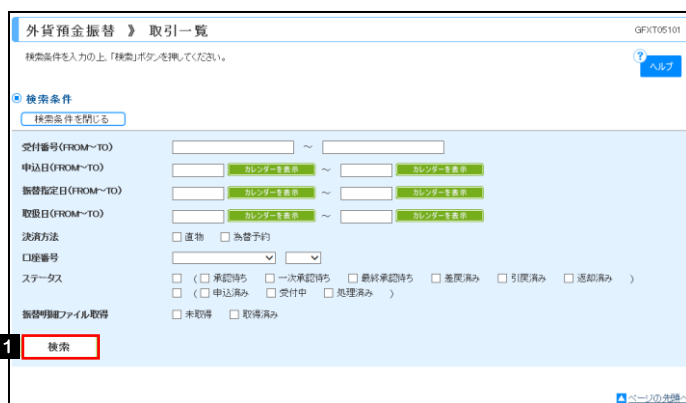 外貨預金振替 》 取引一覧
GFXT05101
検索条件を入力の上、「検索」ボタンを押してください。
? ヘルプ
検索条件
検索条件を閉じる
受付番号(FROM～TO) ～
申込日(FROM～TO) カレンダーを表示 ～ カレンダーを表示
振替指定日(FROM～TO) カレンダーを表示 ～ カレンダーを表示
取扱日(FROM～TO) カレンダーを表示 ～ カレンダーを表示
決済方法 直物 為替予約
口座番号
ステータス ( 承認待ち 一次承認待ち 最終承認待ち 差戻済み 引戻済み 返却済み )
( 申込済み 受付中 処理済み )
振替明細ファイル取得 未取得 取得済み
1 検索
ページの先頭へ